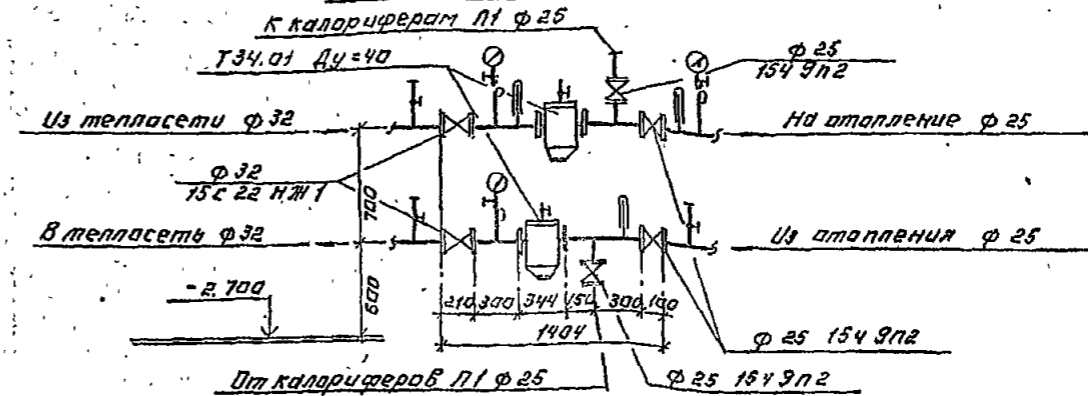 К калориферам П1 ф 25
Т34.01 Ду=40
ф 25
15ч 9п2
Из теплосети ф 32
На отопление ф 25
ф 32
15с 22 НЖ1
700
В теплосеть ф 32
Из отопления ф 25
-2.700
600
210 300 344 150 300 100
1404
ф 25 15ч 9п2
От калориферов П1 ф 25
ф 25 15ч 9п2